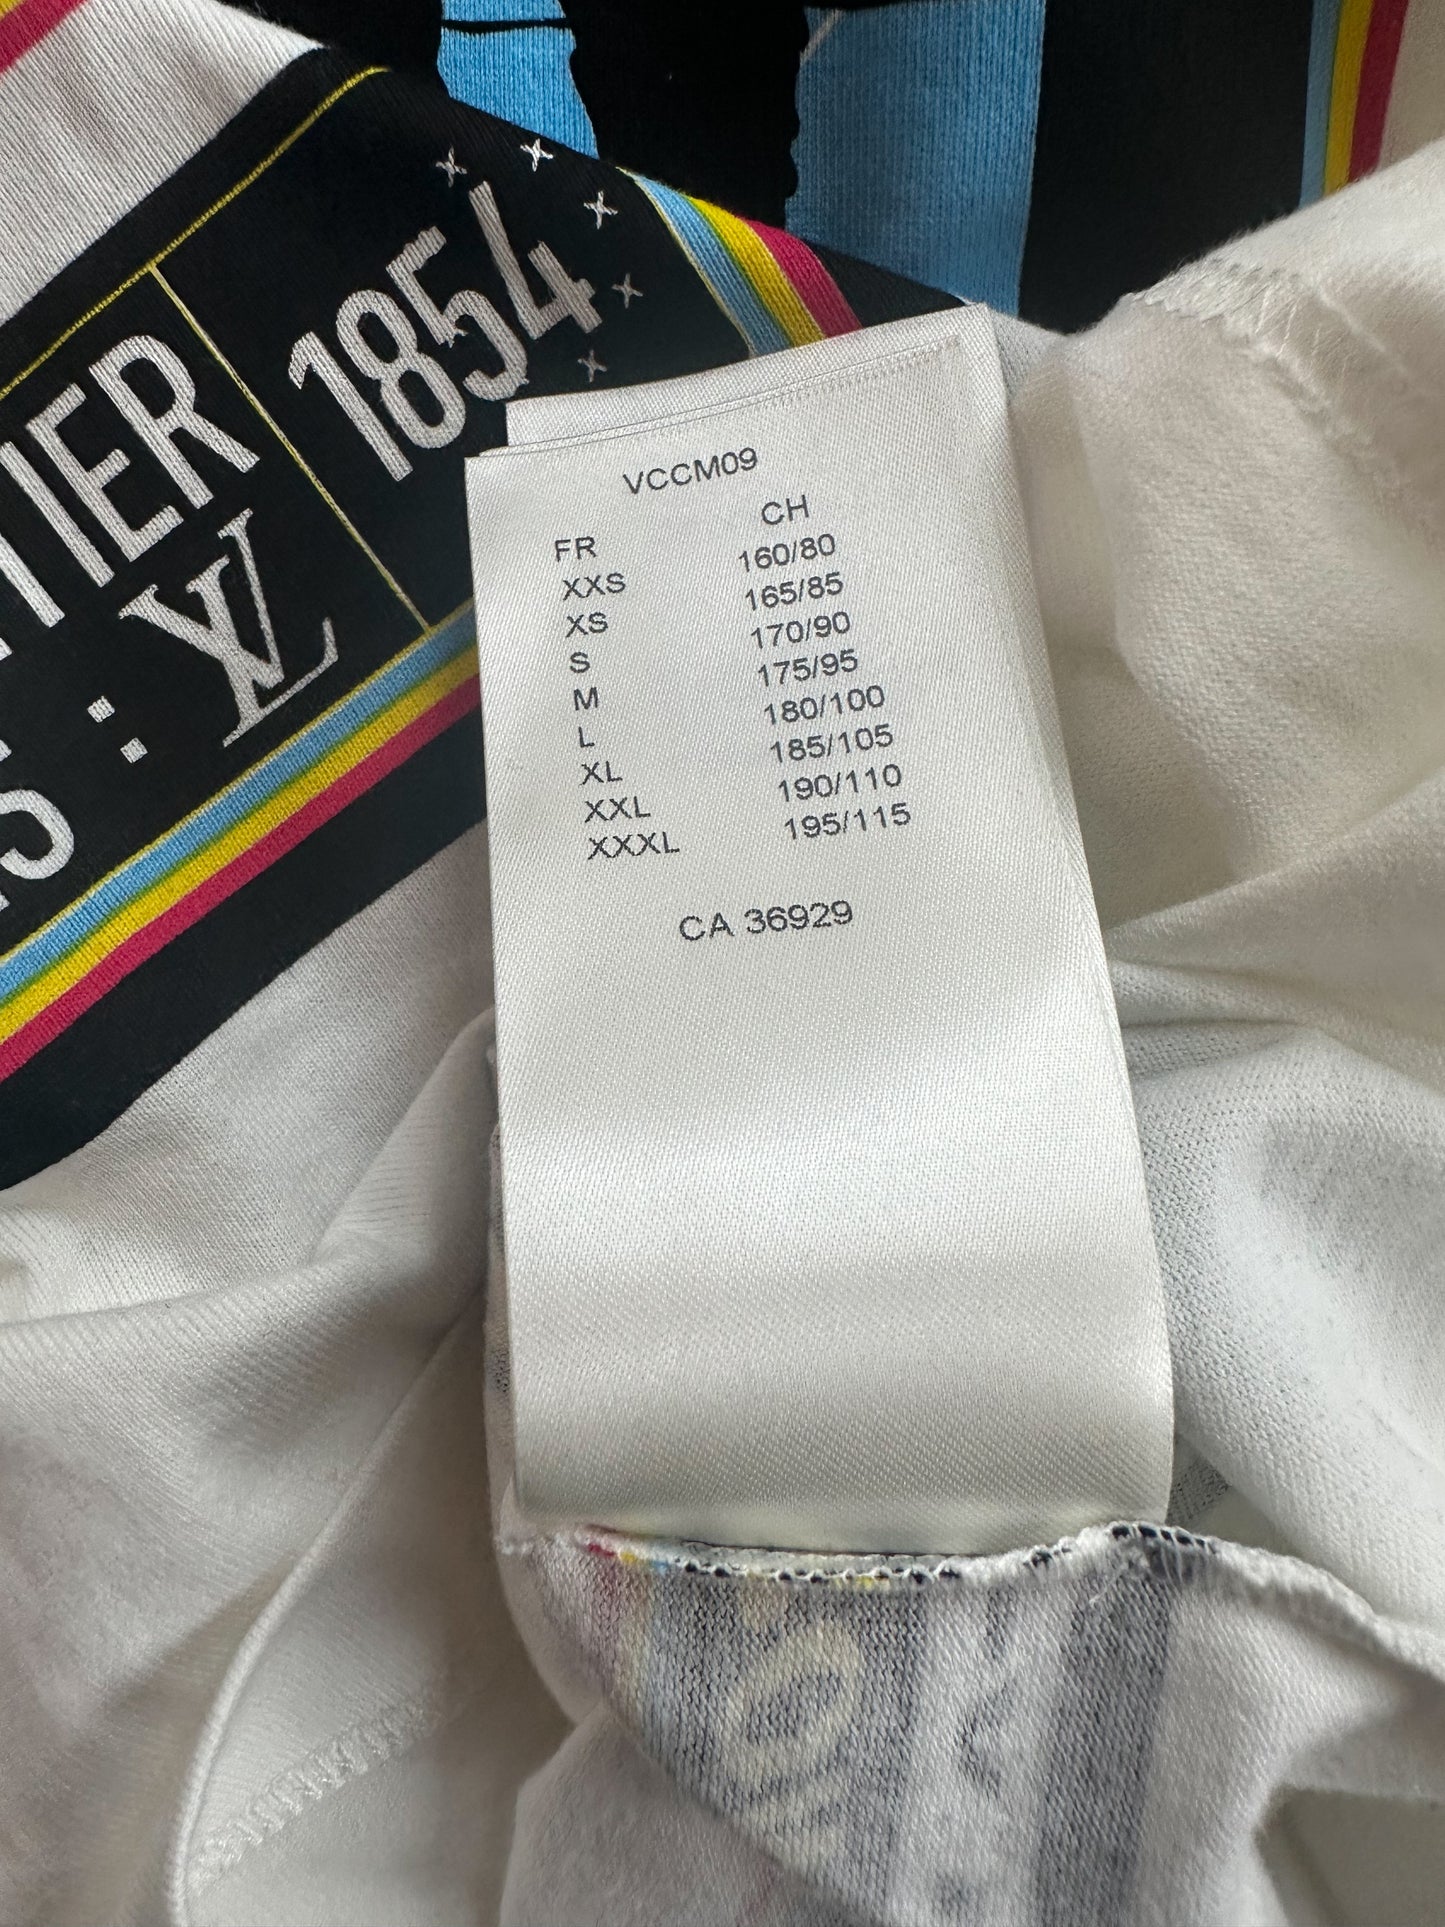 1854
TIER
LV
:
S
VCCM09
FR CH
XXS 160/80
XS 165/85
S 170/90
M 175/95
L 180/100
XL 185/105
XXL 190/110
XXXL 195/115
CA 36929